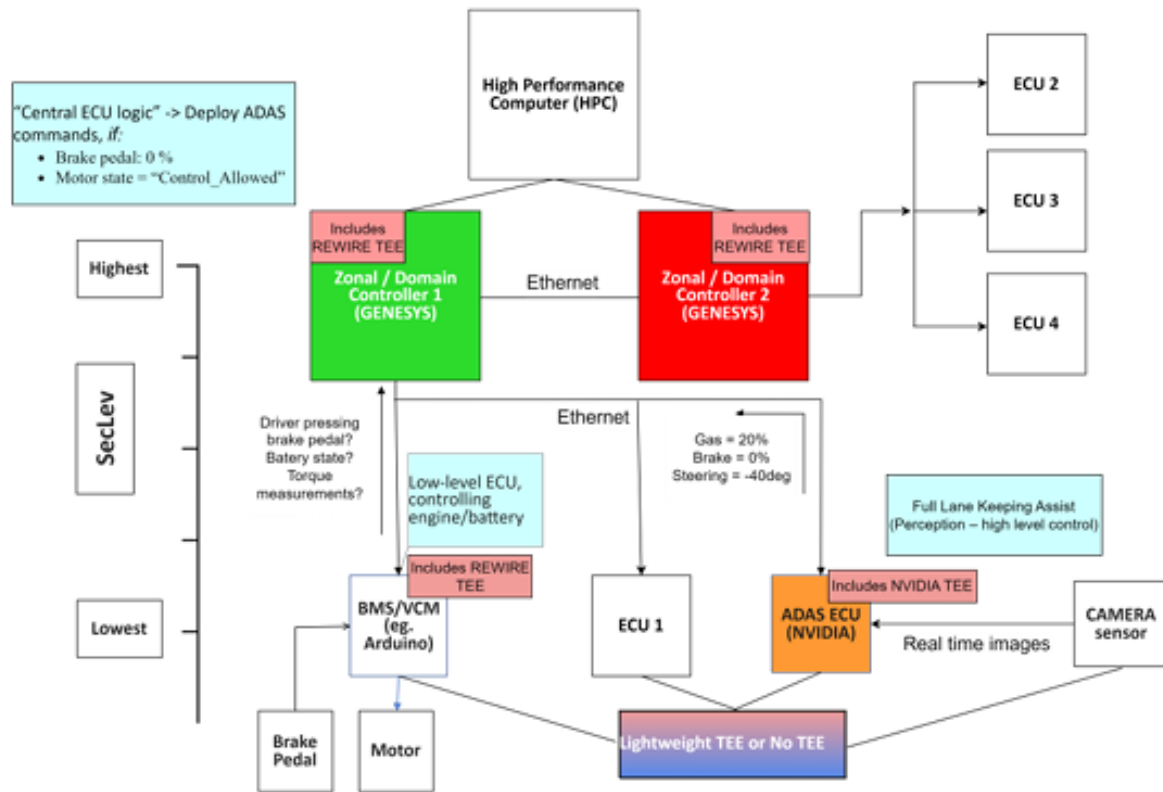 High Performance
Computer (HPC)
"Central ECU logic" -> Deploy ADAS
commands, if:
• Brake pedal: 0 %
• Motor state = "Control_Allowed"
ECU 2
ECU 3
ECU 4
Includes
REWIRE TEE
Zonal / Domain
Controller 1
(GENESYS)
Ethernet
Includes
REWIRE TEE
Zonal / Domain
Controller 2
(GENESYS)
Highest
SecLev
Lowest
Driver pressing
brake pedal?
Batery state?
Torque
measurements?
Ethernet
Gas = 20%
Brake = 0%
Steering = -40deg
Low-level ECU,
controlling
engine/battery
Full Lane Keeping Assist
(Perception – high level control)
Includes REWIRE
TEE
BMS/VCM
(eg.
Arduino)
ECU 1
Includes NVIDIA TEE
ADAS ECU
(NVIDIA)
Real time images
CAMERA
sensor
Brake
Pedal
Motor
Lightweight TEE or No TEE